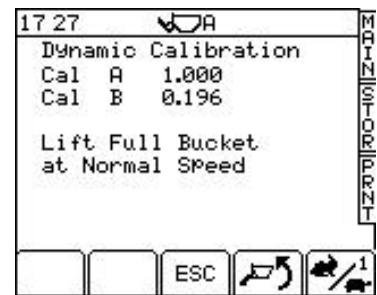 17 27 A
Dynamic Calibration
Cal A 1.000
Cal B 0.196
Lift Full Bucket
at Normal Speed
MAIN
STOR
PRNT
ESC
1